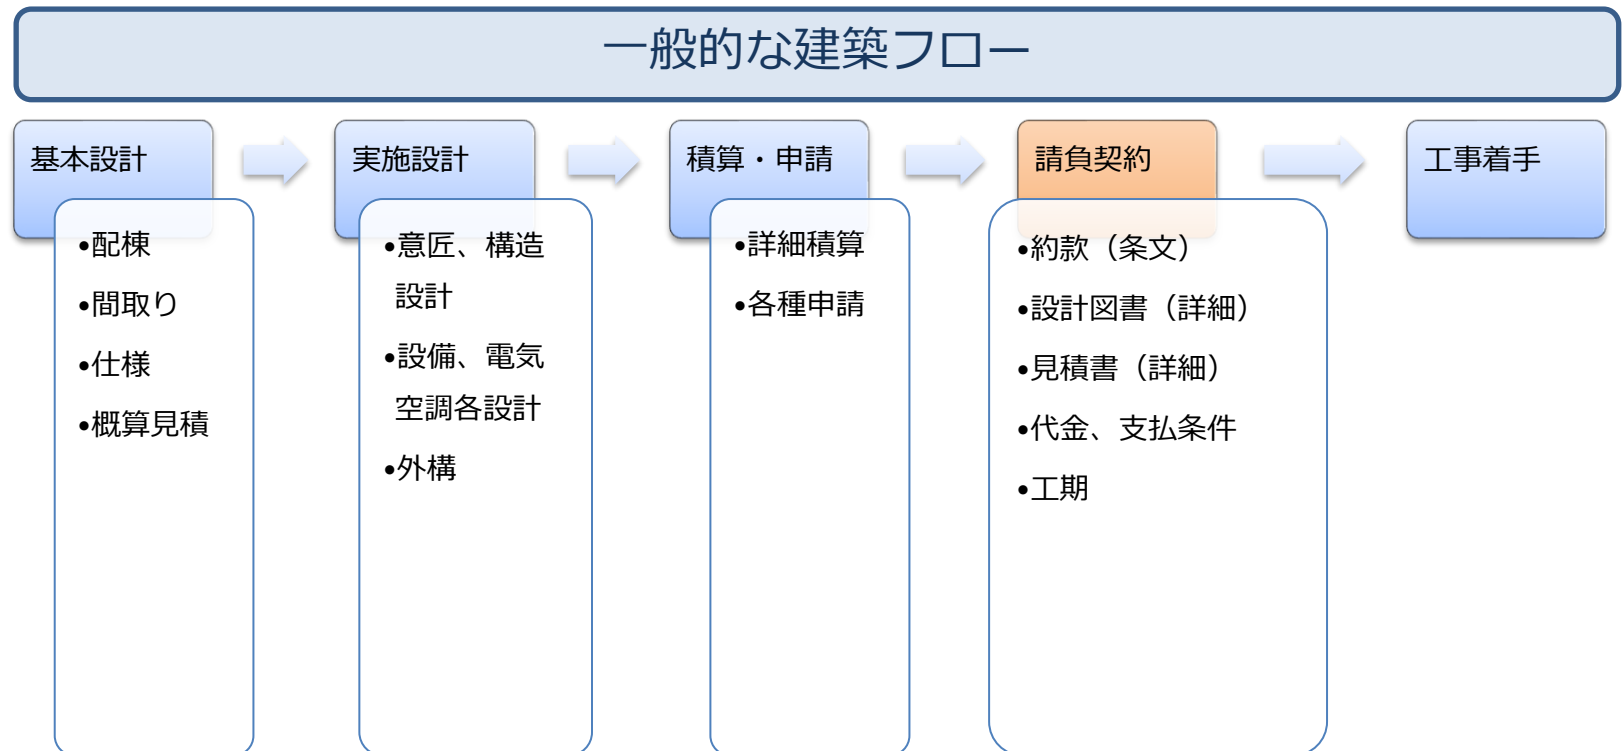 一般的な建築フロー
基本設計
•配棟
•間取り
•仕様
•概算見積
実施設計
•意匠、構造
設計
•設備、電気
空調各設計
•外構
積算・申請
•詳細積算
•各種申請
請負契約
•約款（条文）
•設計図書（詳細）
•見積書（詳細）
•代金、支払条件
•工期
工事着手